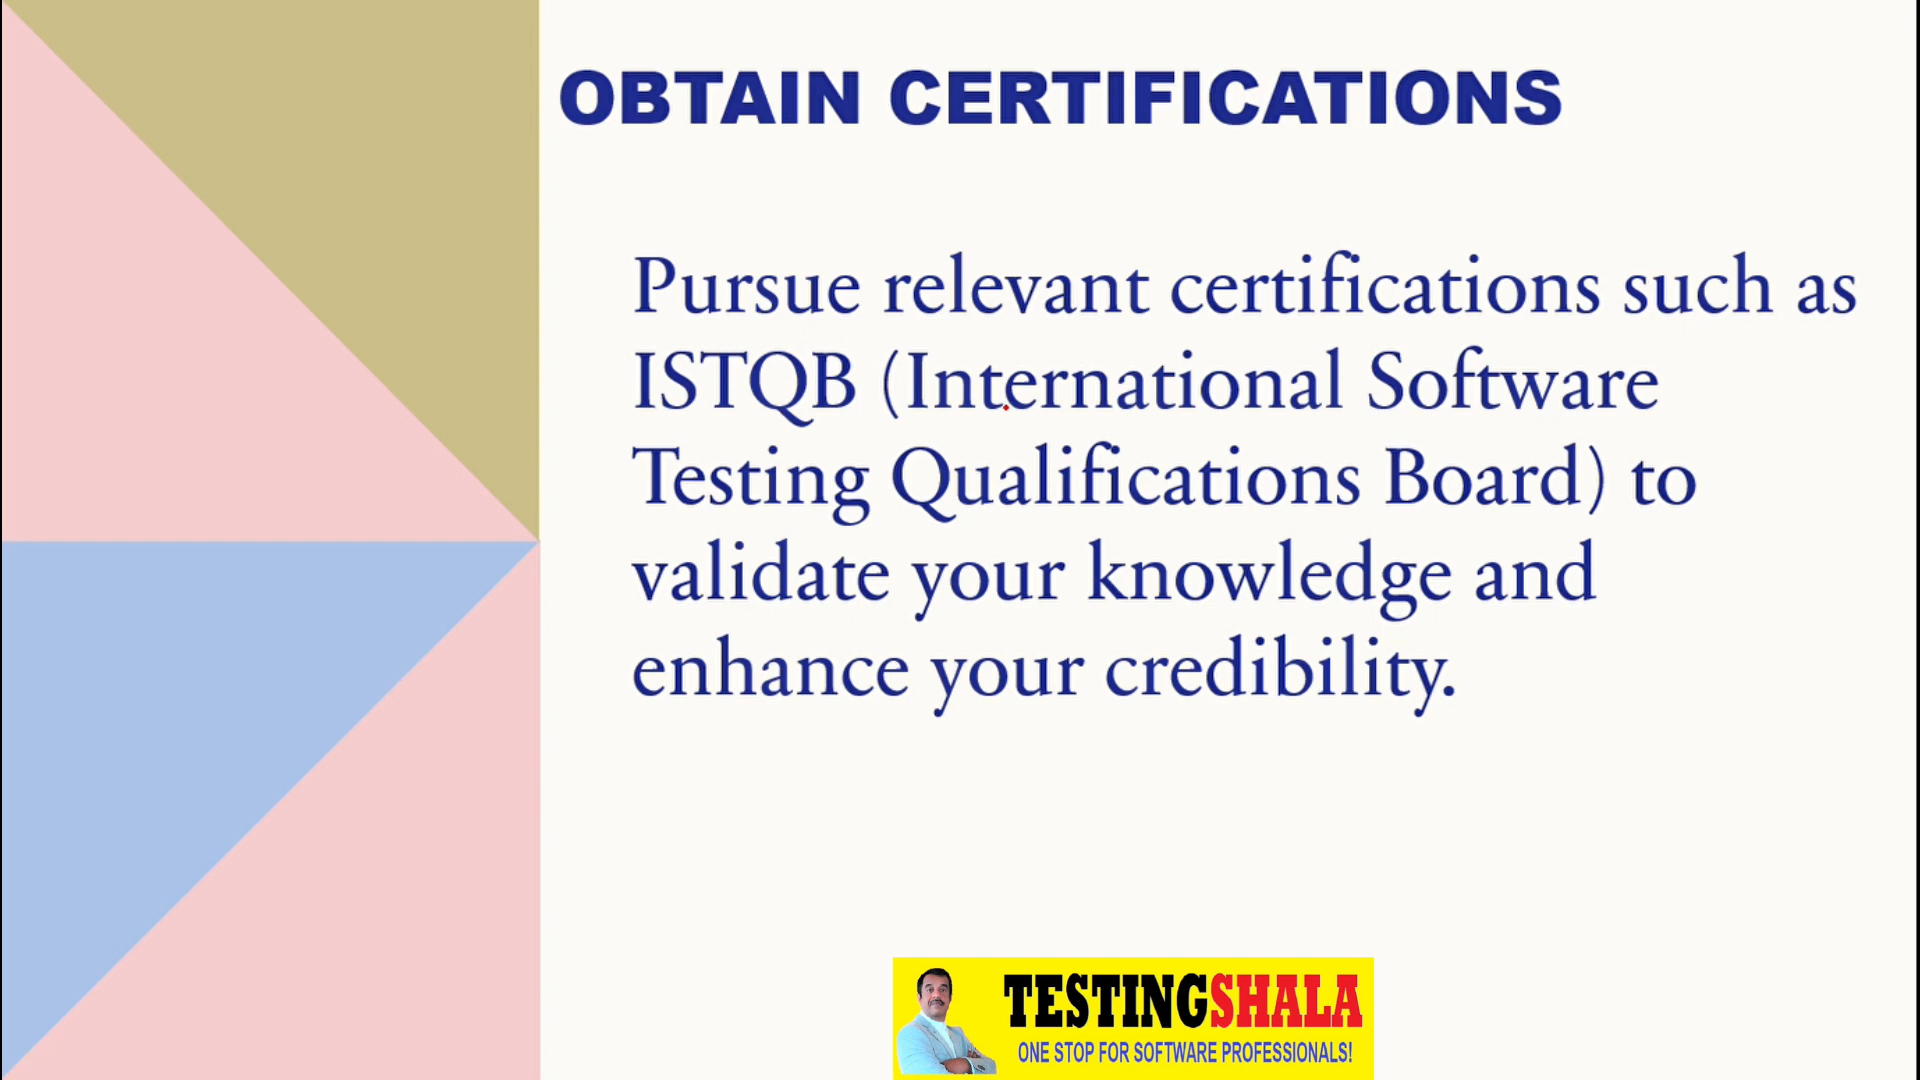 OBTAIN CERTIFICATIONS
Pursue relevant certifications such as
ISTQB (International Software
Testing Qualifications Board) to
validate your knowledge and
enhance your credibility.
TESTINGSHALA
ONE STOP FOR SOFTWARE PROFESSIONALS!